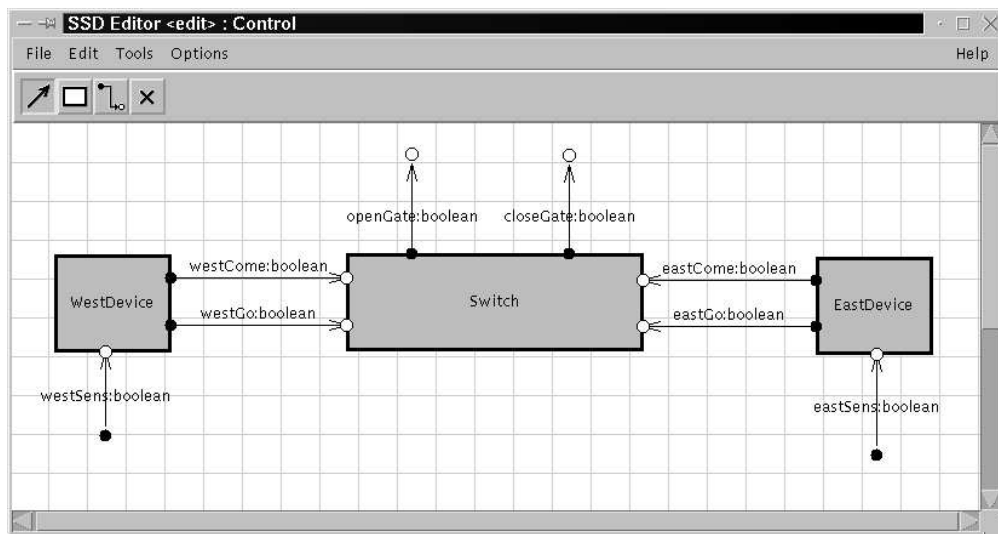 SSD Editor <edit> : Control
File Edit Tools Options Help
openGate:boolean closeGate:boolean
westCome:boolean eastCome:boolean
WestDevice Switch EastDevice
westGo:boolean eastGo:boolean
westSens:boolean eastSens:boolean